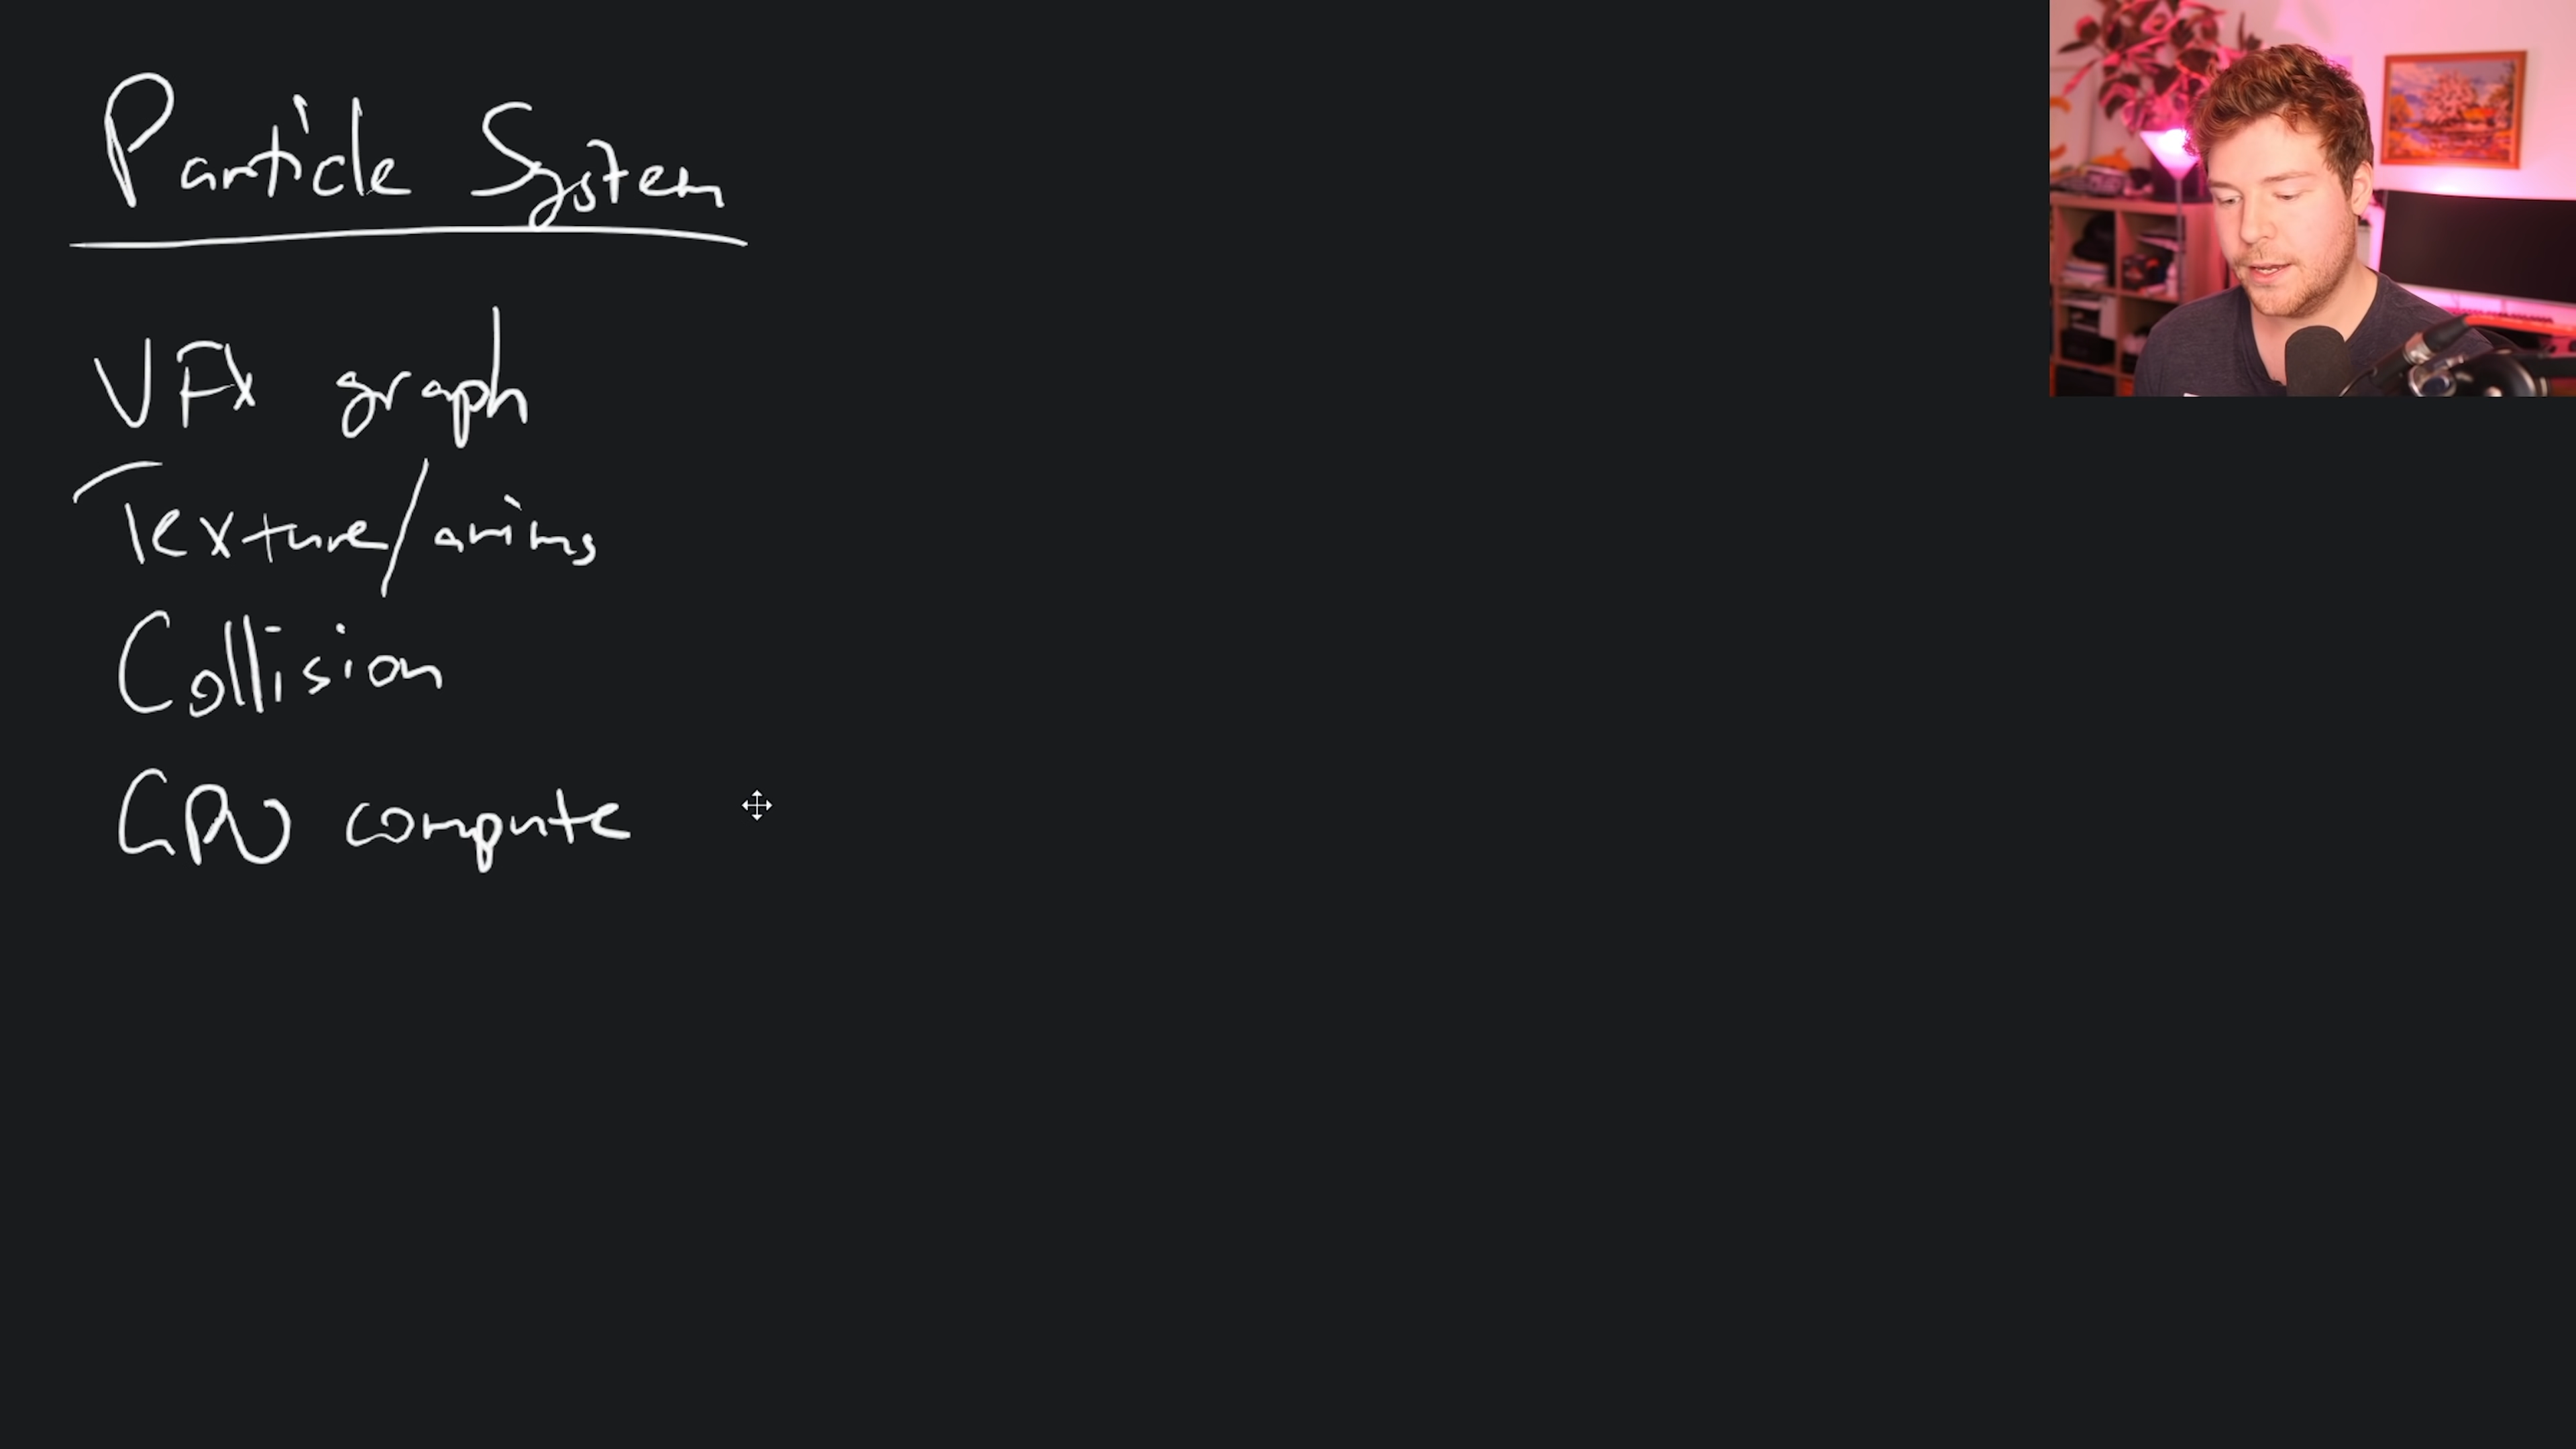 Particle System
VFX graph
Texture/anims
Collision
GPU compute